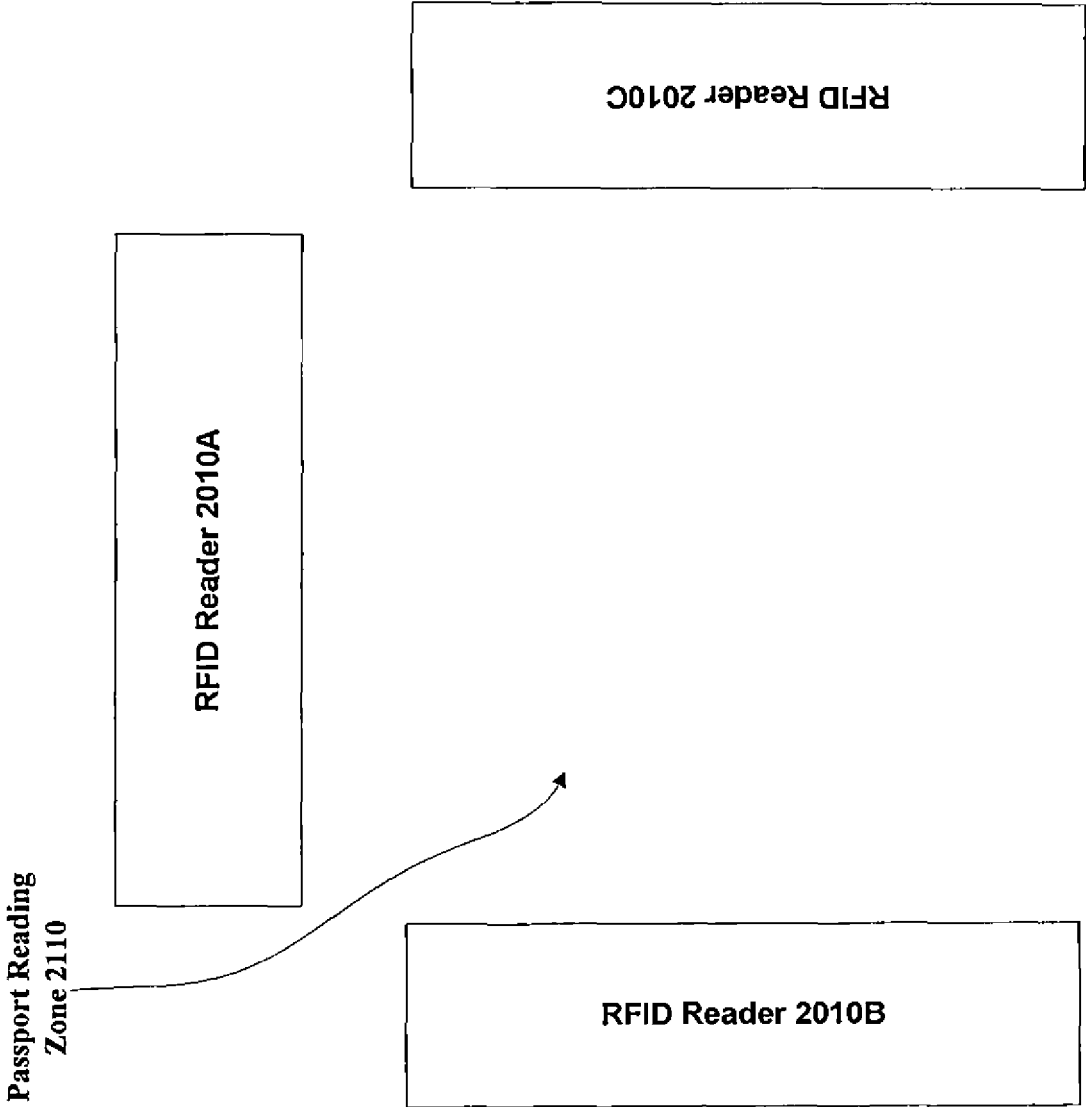 RFID Reader 2010C
RFID Reader 2010A
Passport Reading
Zone 2110
RFID Reader 2010B